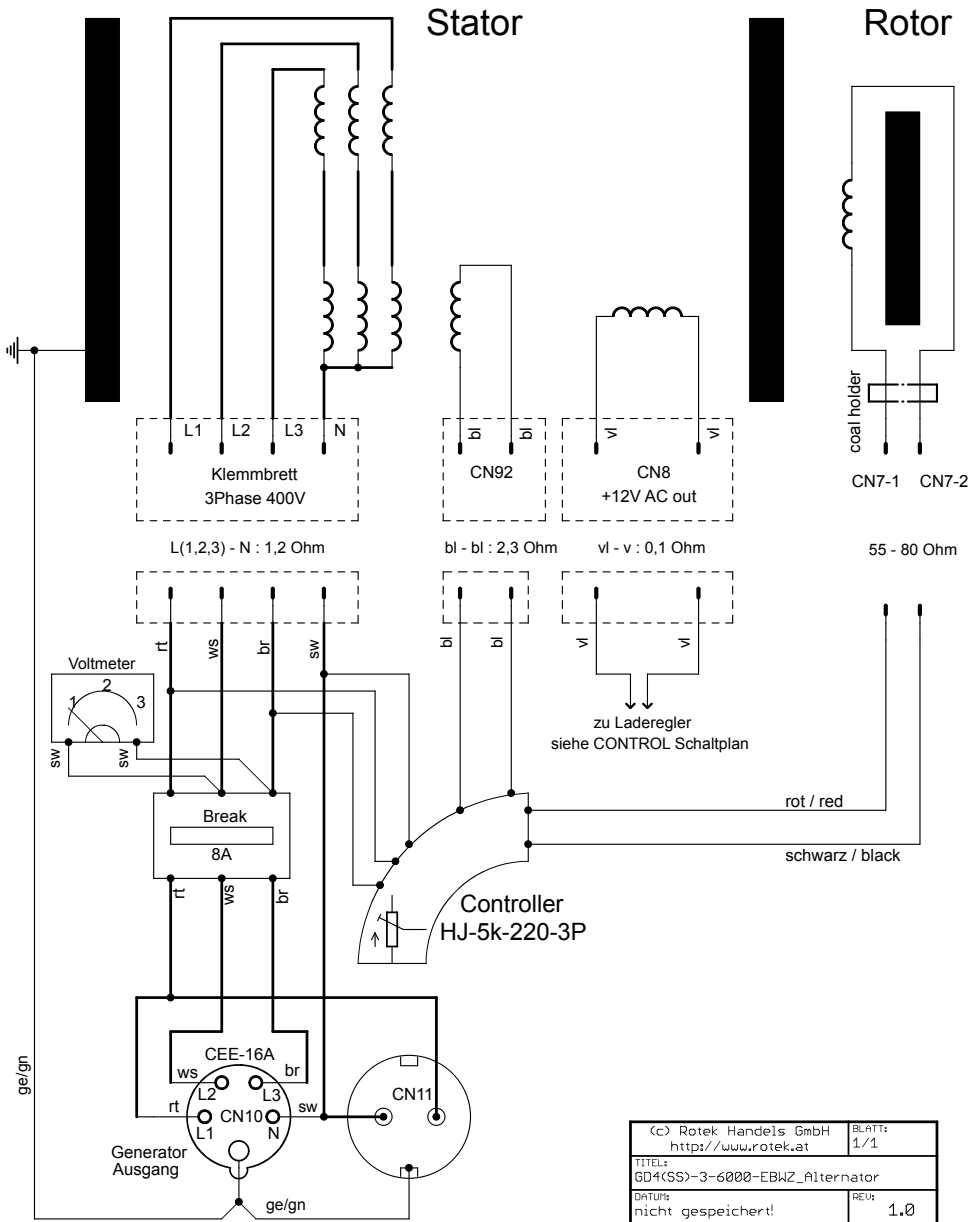 Stator
Rotor
L1
L2
L3
N
Klemmbrett
3Phase 400V
bl
bl
CN92
vl
vl
CN8
+12V AC out
coal holder
CN7-1
CN7-2
L(1,2,3) - N : 1,2 Ohm
bl - bl : 2,3 Ohm
vl - v : 0,1 Ohm
55 - 80 Ohm
rt
ws
br
sw
bl
bl
vl
vl
Voltmeter
1
2
3
sw
sw
zu Laderegler
siehe CONTROL Schaltplan
Break
8A
rot / red
schwarz / black
rt
ws
br
Controller
HJ-5k-220-3P
ge/gn
CEE-16A
ws
br
L2
L3
rt
CN10
sw
L1
N
CN11
Generator
Ausgang
ge/gn
(c) Rotek Handels GmbH
http://www.rotek.at
BLATT:
1/1
TITEL:
GD4(SS)-3-6000-EBWZ_Alternator
DATUM:
nicht gespeichert!
REV:
1.0